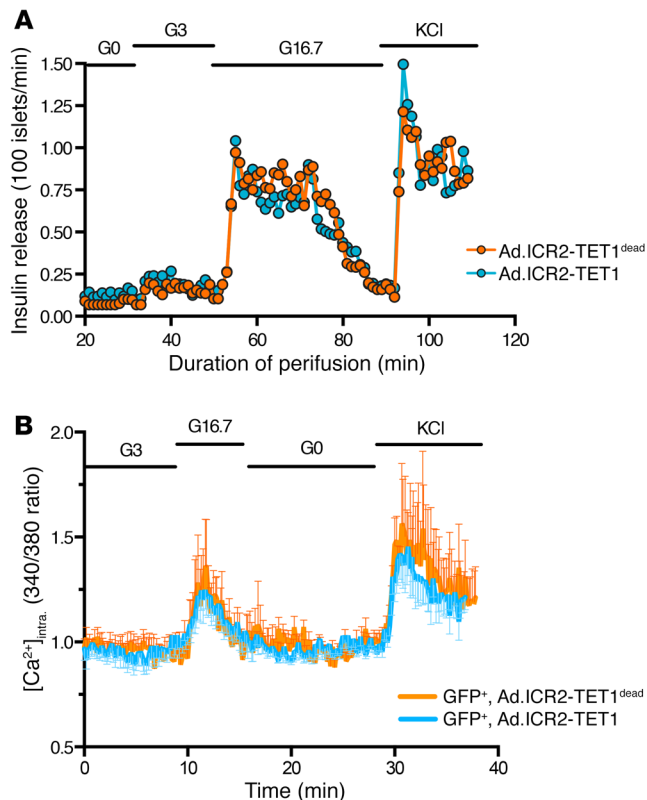 A
G0
G3
G16.7
KCl
Insulin release (100 islets/min)
1.50
1.00
0.75
0.50
0.25
0.00
20
40
60
80
100
120
Duration of perifusion (min)
Ad.ICR2-TET1dead
Ad.ICR2-TET1
B
G3
G16.7
G0
KCl
[Ca2+]intra. (340/380 ratio)
2.0
1.5
1.0
0.5
0
10
20
30
40
Time (min)
GFP+, Ad.ICR2-TET1dead
GFP+, Ad.ICR2-TET1